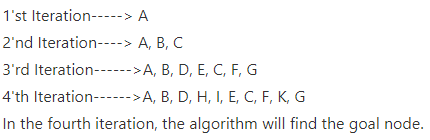 1'st Iteration-----> A
2'nd Iteration----> A, B, C
3'rd Iteration------>A, B, D, E, C, F, G
4'th Iteration------>A, B, D, H, I, E, C, F, K, G
In the fourth iteration, the algorithm will find the goal node.